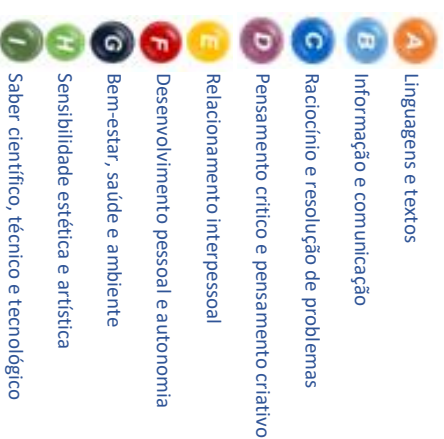 A Linguagens e textos
B Informação e comunicação
C Raciocínio e resolução de problemas
D Pensamento critico e pensamento criativo
E Relacionamento interpessoal
F Desenvolvimento pessoal e autonomia
G Bem-estar, saúde e ambiente
H Sensibilidade estética e artística
I Saber científico, técnico e tecnológico